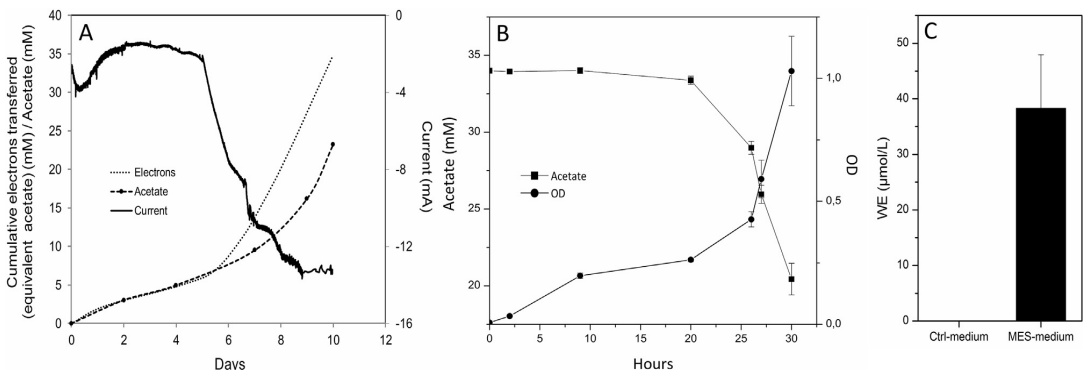 A
Cumulative electrons transferred
(equivalent acetate) (mM) / Acetate (mM)
40
35
30
25
20
15
10
5
0
0
2
4
6
8
10
12
Days
0
-4
-8
-12
-16
Current (mA)
Electrons
Acetate
Current
B
Acetate (mM)
35
30
25
20
0
5
10
15
20
25
30
Hours
1,0
0,5
0,0
OD
Acetate
OD
C
WE (µmol/L)
50
40
30
20
10
0
Ctrl-medium
MES-medium